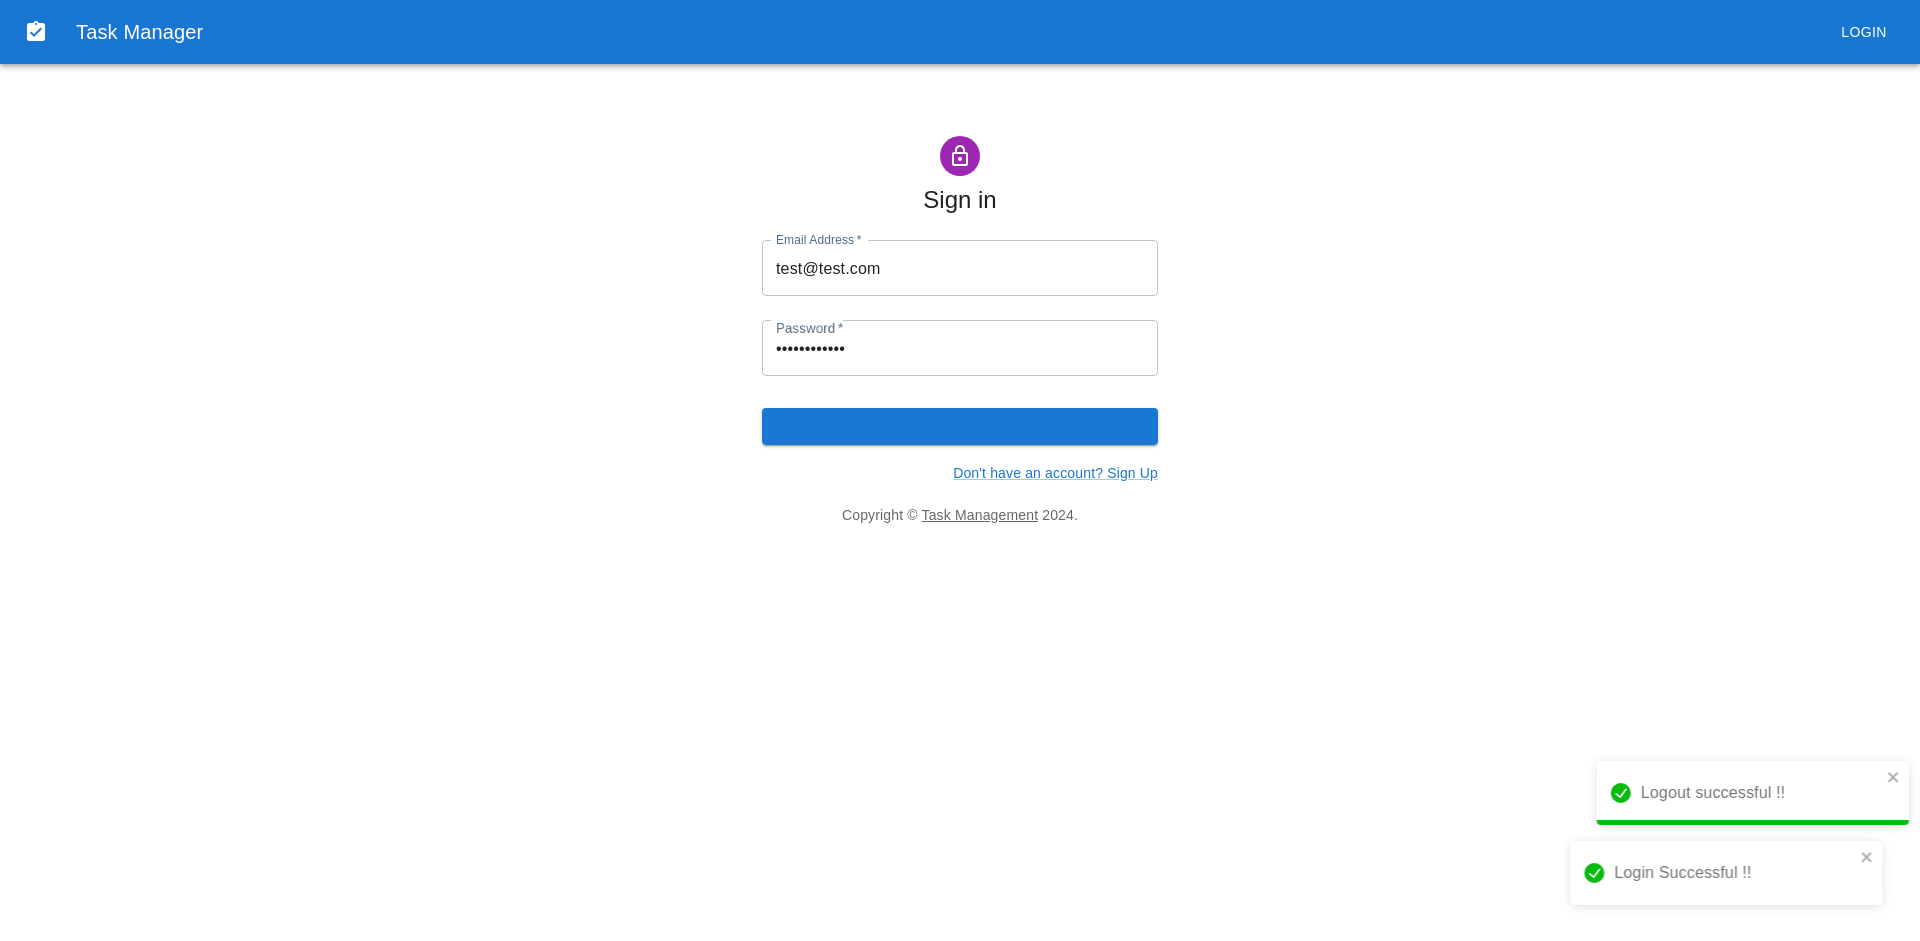 Task Manager
LOGIN
Sign in
Email Address *
test@test.com
Password *
••••••••••••
Don't have an account? Sign Up
Copyright © Task Management 2024.
Logout successful !!
Login Successful !!